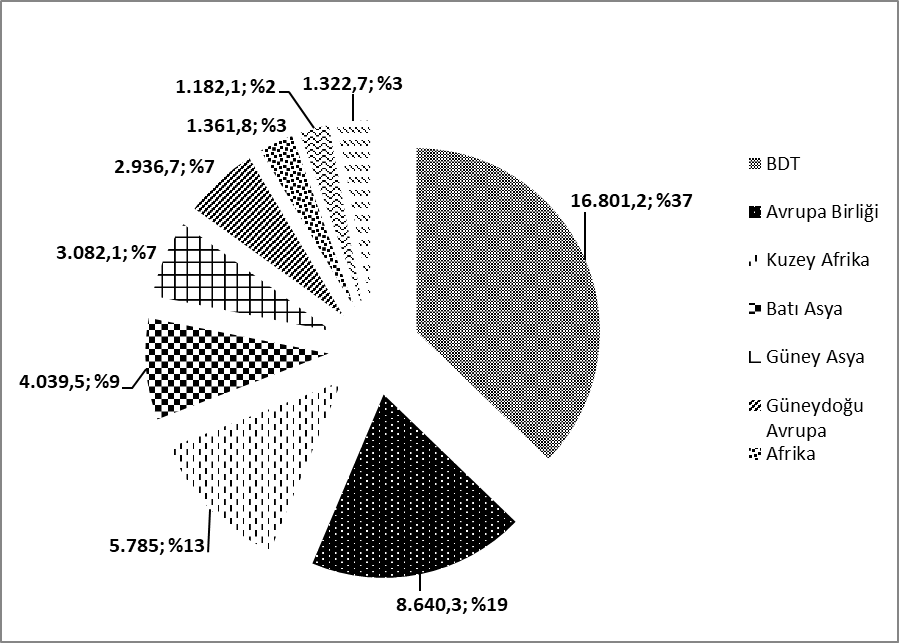 1.182,1; %2
1.322,7; %3
1.361,8; %3
2.936,7; %7
16.801,2; %37
3.082,1; %7
4.039,5; %9
5.785; %13
8.640,3; %19
BDT
Avrupa Birliği
Kuzey Afrika
Batı Asya
Güney Asya
Güneydoğu
Avrupa
Afrika